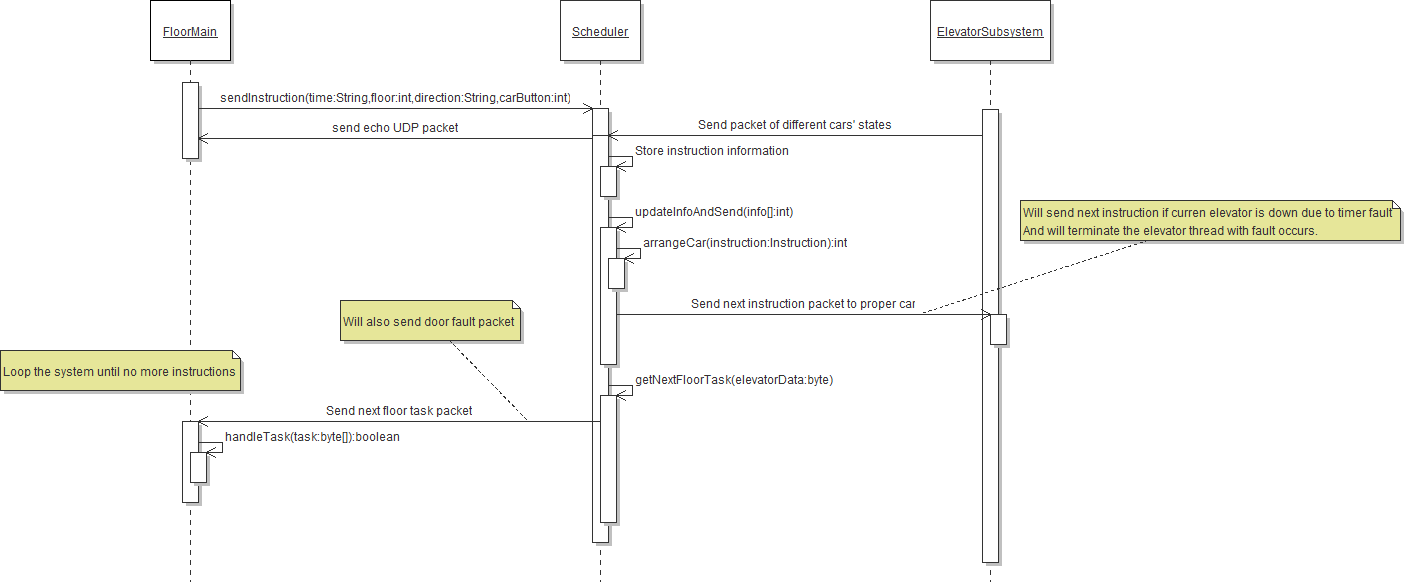 FloorMain
Scheduler
ElevatorSubsystem
sendInstruction(time:String,floor:int,direction:String,carButton:int)
send echo UDP packet
Send packet of different cars' states
Store instruction information
updateInfoAndSend(info[]:int)
Will send next instruction if curren elevator is down due to timer fault
And will terminate the elevator thread with fault occurs.
arrangeCar(instruction:Instruction):int
Send next instruction packet to proper car
Will also send door fault packet
Loop the system until no more instructions
getNextFloorTask(elevatorData:byte)
Send next floor task packet
handleTask(task:byte[]):boolean